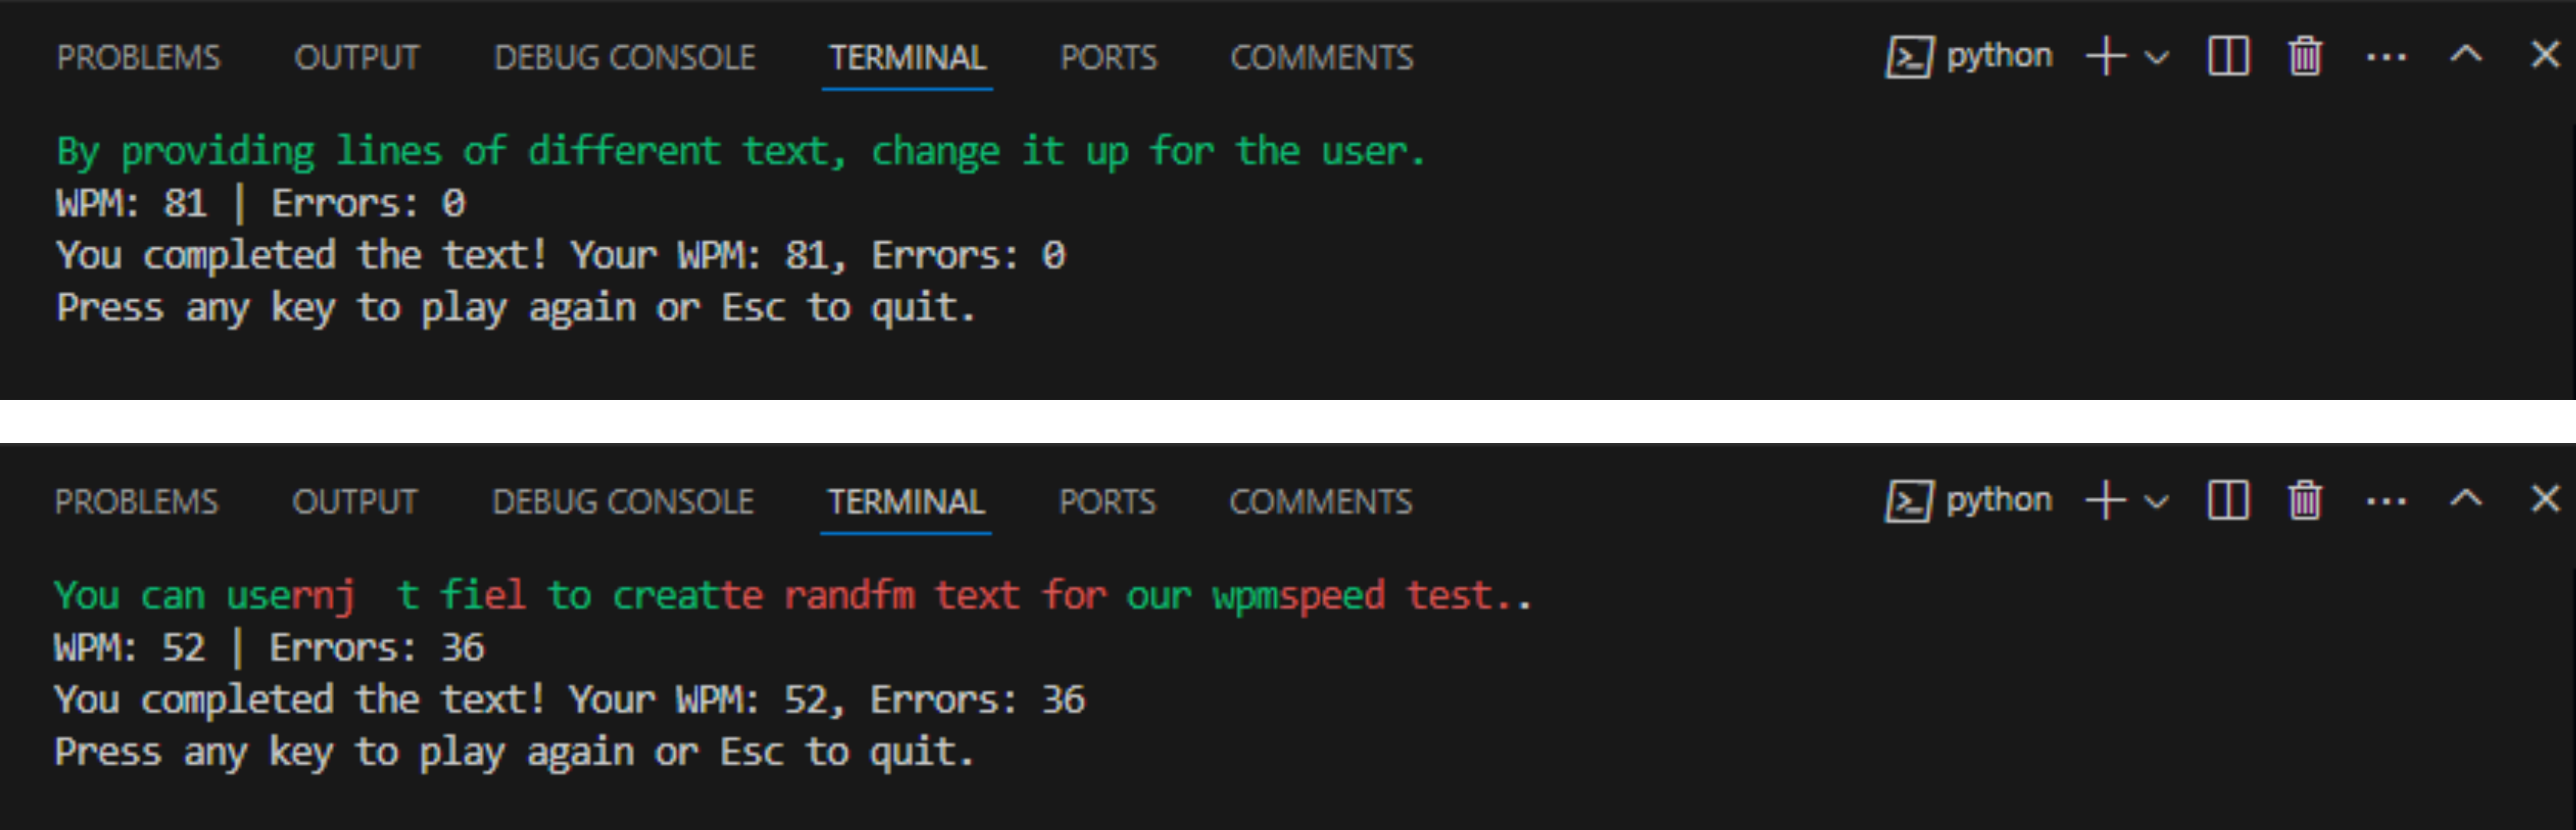 PROBLEMS OUTPUT DEBUG CONSOLE TERMINAL PORTS COMMENTS python
By providing lines of different text, change it up for the user.
WPM: 81 | Errors: 0
You completed the text! Your WPM: 81, Errors: 0
Press any key to play again or Esc to quit.
PROBLEMS OUTPUT DEBUG CONSOLE TERMINAL PORTS COMMENTS python
You can usernj  t fiel to creatte randfm text for our wpmspeed test..
WPM: 52 | Errors: 36
You completed the text! Your WPM: 52, Errors: 36
Press any key to play again or Esc to quit.